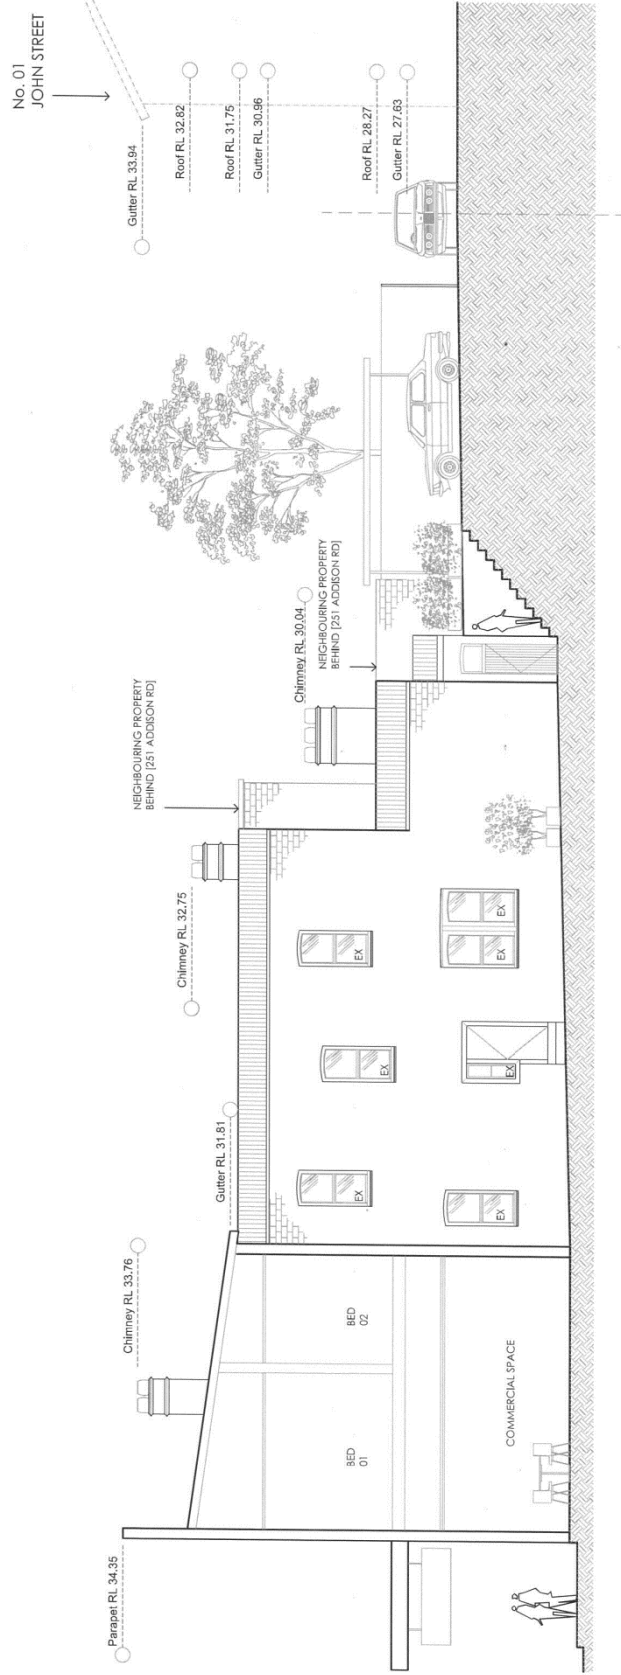 No. 01
JOHN STREET
Gutter RL 33.94
Roof RL 32.82
Roof RL 31.75
Gutter RL 30.96
Roof RL 28.27
Gutter RL 27.63
NEIGHBOURING PROPERTY
BEHIND [251 ADDISON RD]
Chimney RL 30.04
NEIGHBOURING PROPERTY
BEHIND [251 ADDISON RD]
Chimney RL 32.75
Gutter RL 31.81
Chimney RL 33.76
Parapet RL 34.35
EX
EX
EX
EX
EX
EX
EX
BED
02
BED
01
COMMERCIAL SPACE